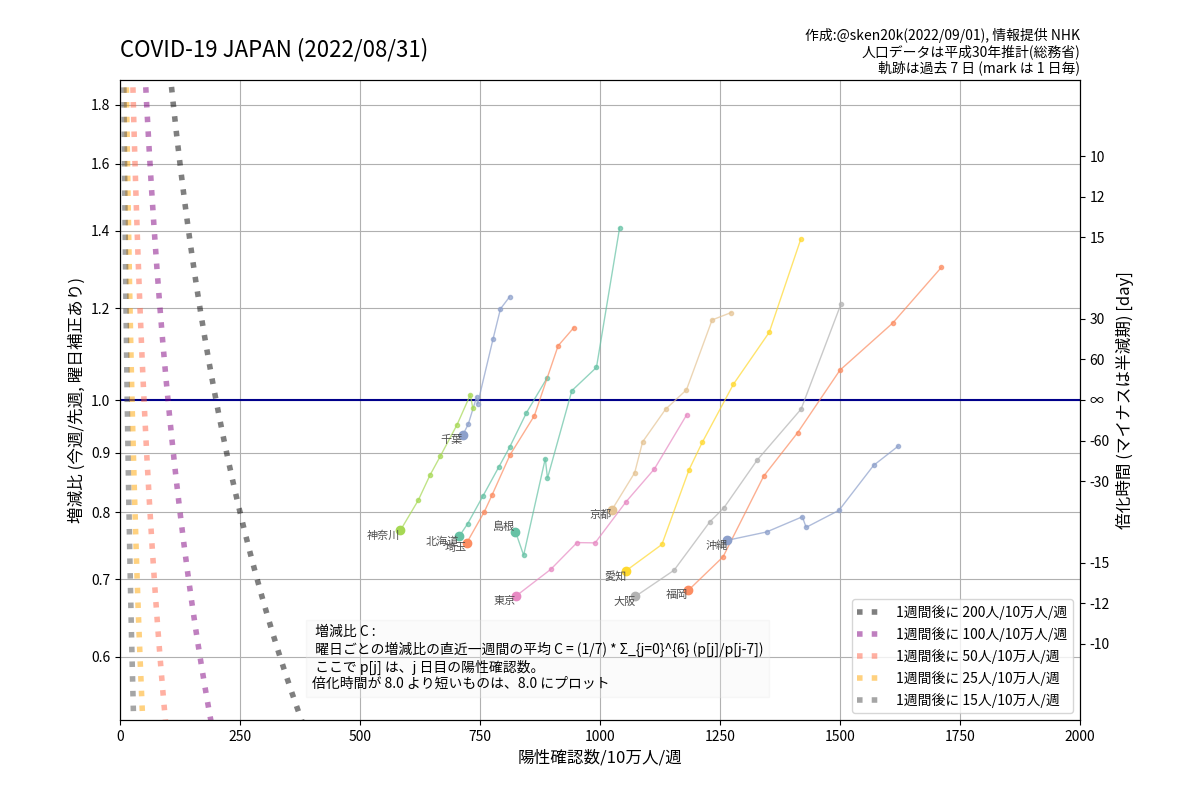 COVID-19 JAPAN (2022/08/31)
作成:@sken20k(2022/09/01), 情報提供 NHK
人口データは平成30年推計(総務省)
軌跡は過去 7 日 (mark は 1 日毎)
1.8
1.6
1.4
1.2
1.0
0.9
0.8
0.7
0.6
増減比 (今週/先週, 曜日補正あり)
10
12
15
30
60
∞
-60
-30
-15
-12
-10
倍化時間 (マイナスは半減期) [day]
千葉
神奈川
北海道
埼玉
島根
京都
沖縄
愛知
東京
大阪
福岡
増減比 C :
曜日ごとの増減比の直近一週間の平均 C = (1/7) * Σ_{j=0}^{6} (p[j]/p[j-7])
ここで p[j] は、j 日目の陽性確認数。
倍化時間が 8.0 より短いものは、8.0 にプロット
1週間後に 200人/10万人/週
1週間後に 100人/10万人/週
1週間後に 50人/10万人/週
1週間後に 25人/10万人/週
1週間後に 15人/10万人/週
0 250 500 750 1000 1250 1500 1750 2000
陽性確認数/10万人/週